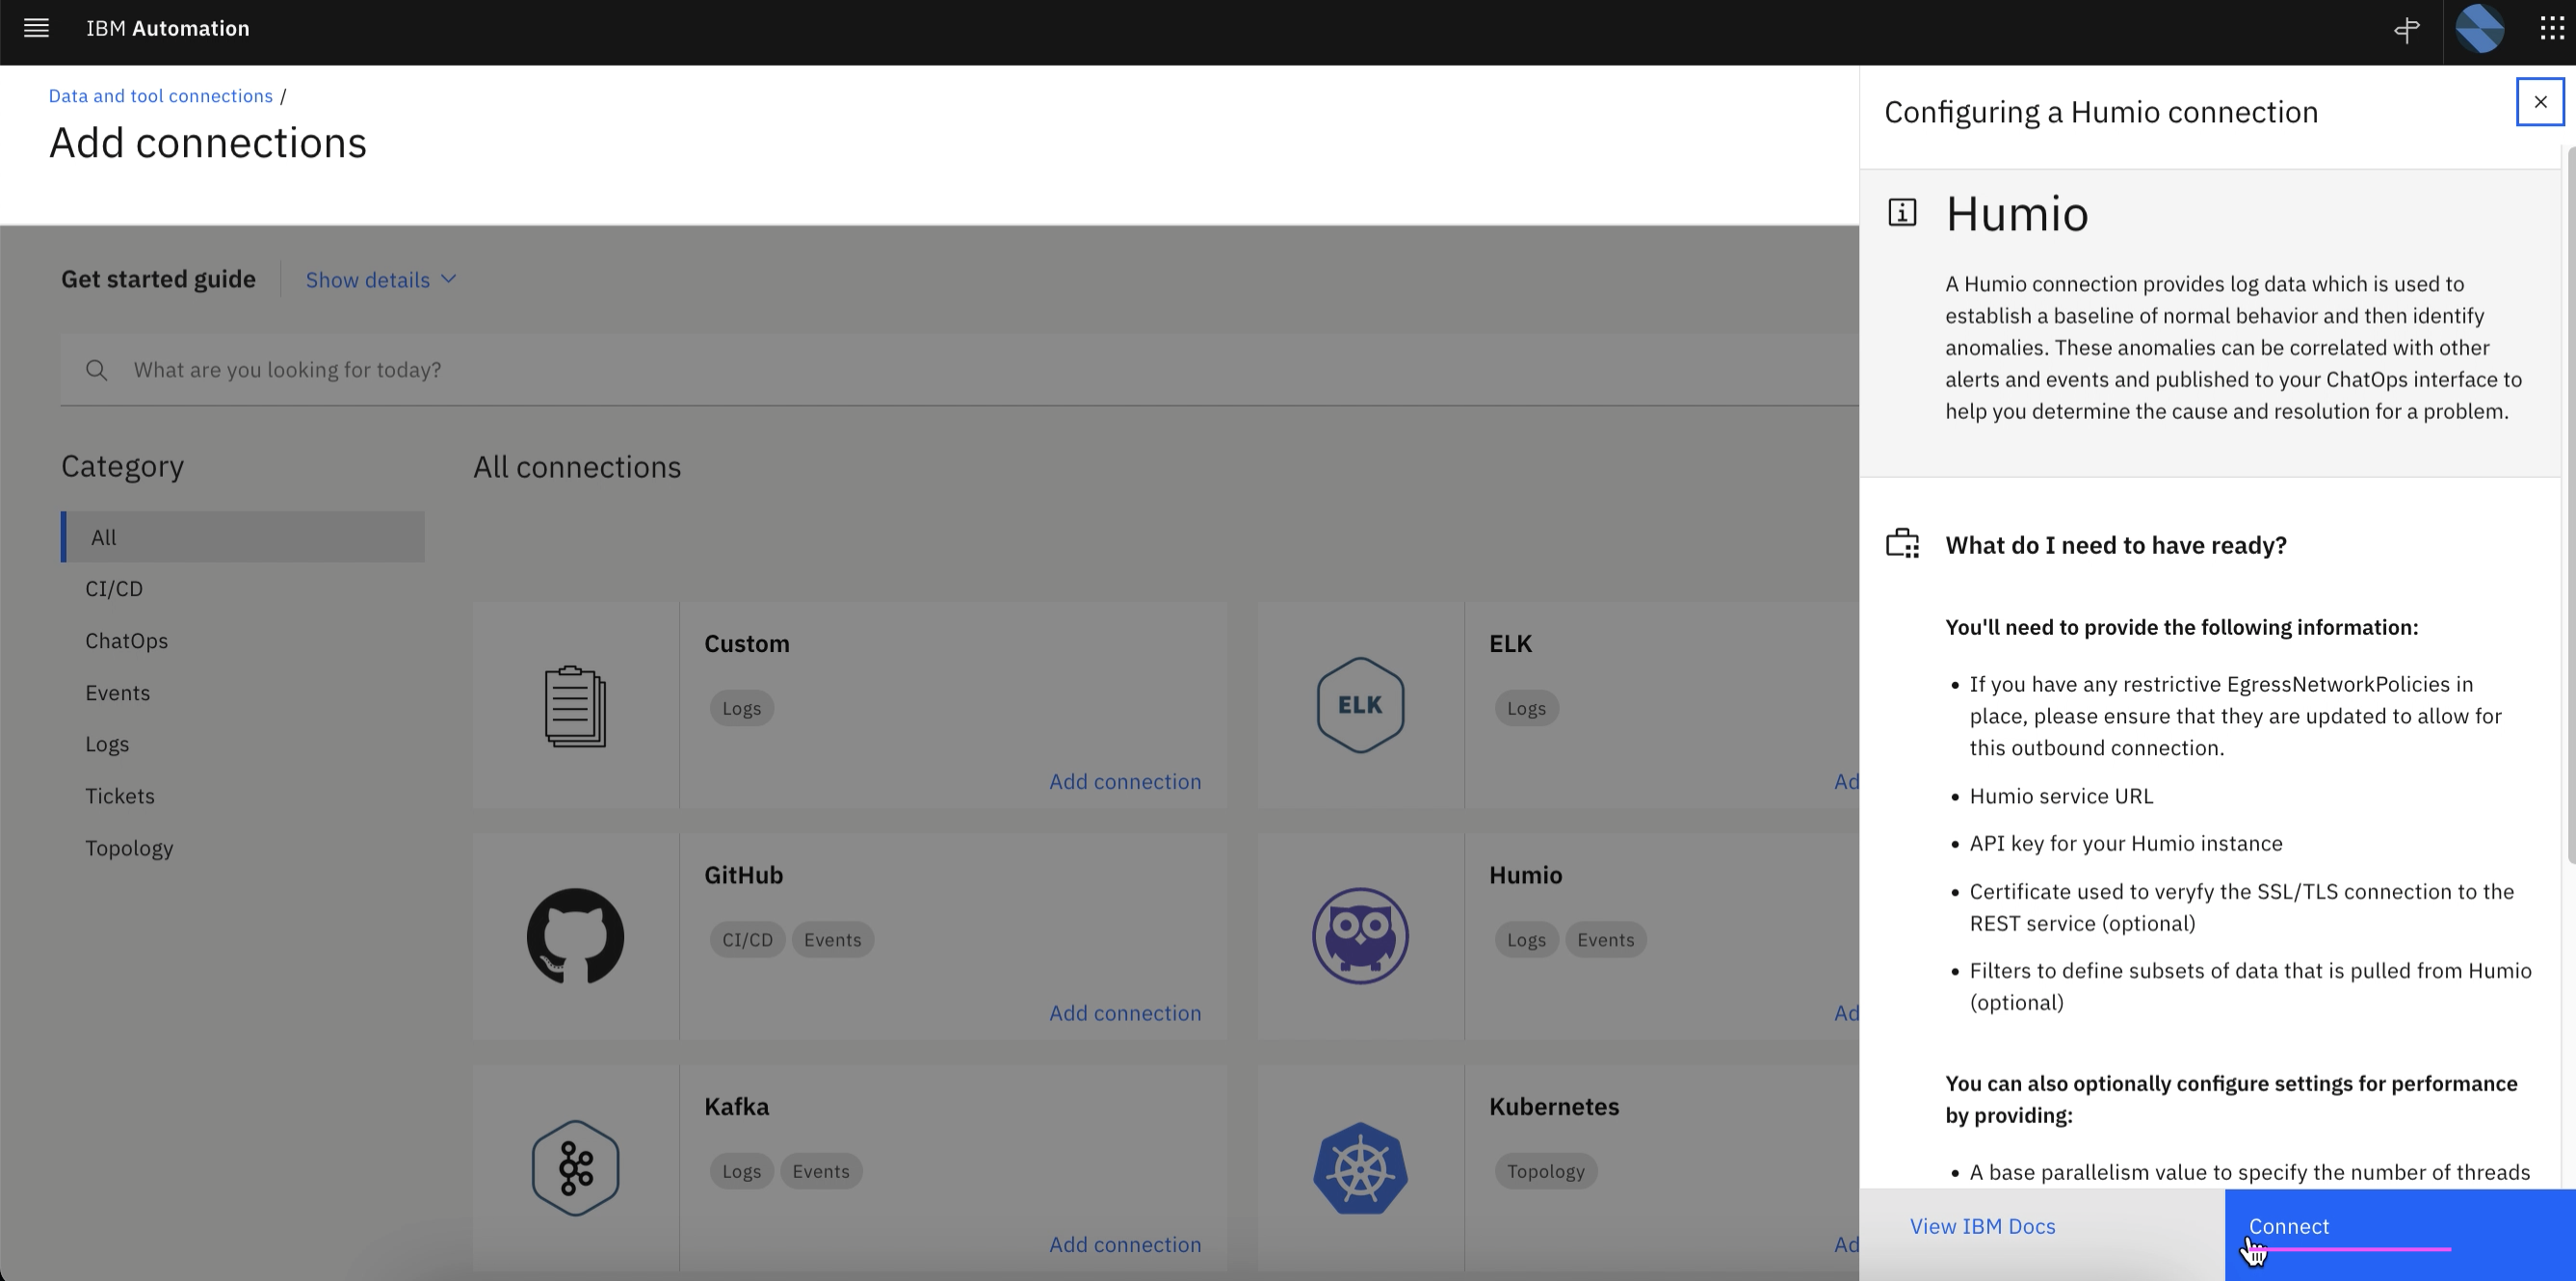 IBM Automation
Data and tool connections /
Add connections
Get started guide
Show details
What are you looking for today?
Category
All
CI/CD
ChatOps
Events
Logs
Tickets
Topology
All connections
Custom
Logs
Add connection
ELK
ELK
Logs
Ad
GitHub
CI/CD Events
Add connection
Humio
Logs Events
Ad
Kafka
Logs Events
Add connection
Kubernetes
Topology
Ad
Configuring a Humio connection
Humio
A Humio connection provides log data which is used to
establish a baseline of normal behavior and then identify
anomalies. These anomalies can be correlated with other
alerts and events and published to your ChatOps interface to
help you determine the cause and resolution for a problem.
What do I need to have ready?
You'll need to provide the following information:
• If you have any restrictive EgressNetworkPolicies in
place, please ensure that they are updated to allow for
this outbound connection.
• Humio service URL
• API key for your Humio instance
• Certificate used to veryfy the SSL/TLS connection to the
REST service (optional)
• Filters to define subsets of data that is pulled from Humio
(optional)
You can also optionally configure settings for performance
by providing:
• A base parallelism value to specify the number of threads
View IBM Docs
Connect